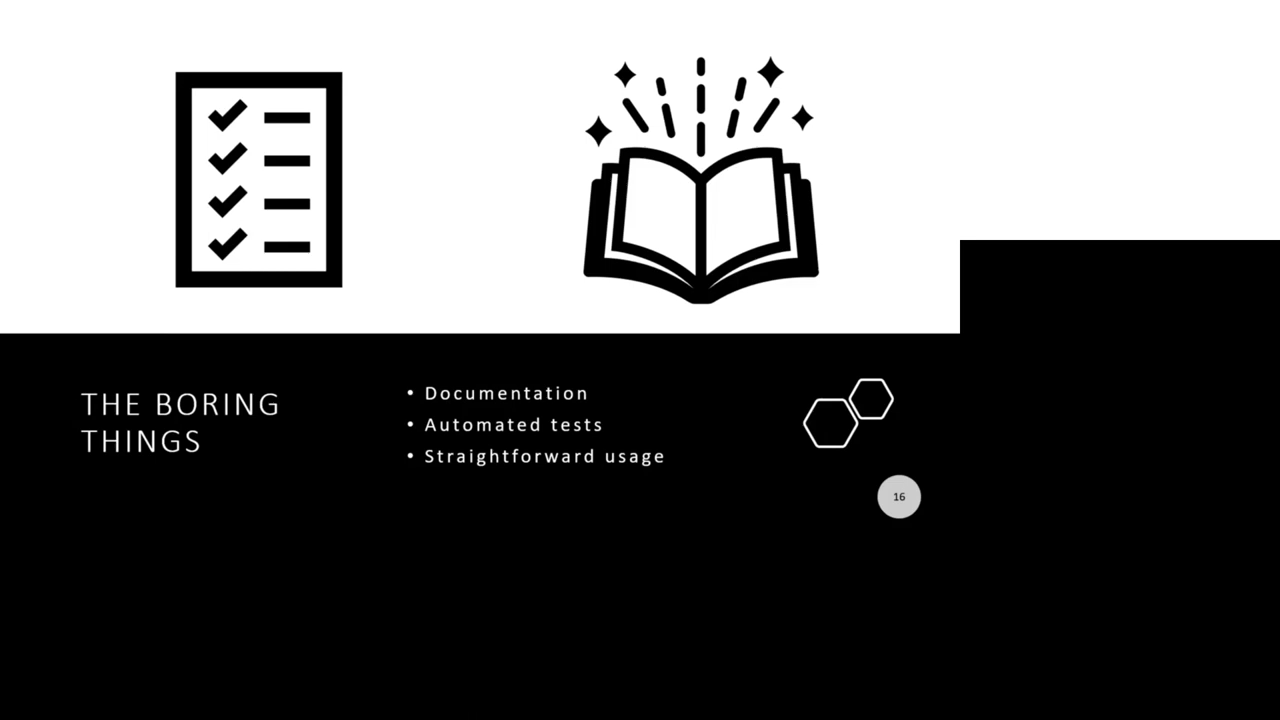 THE BORING
THINGS
• Documentation
• Automated tests
• Straightforward usage
16